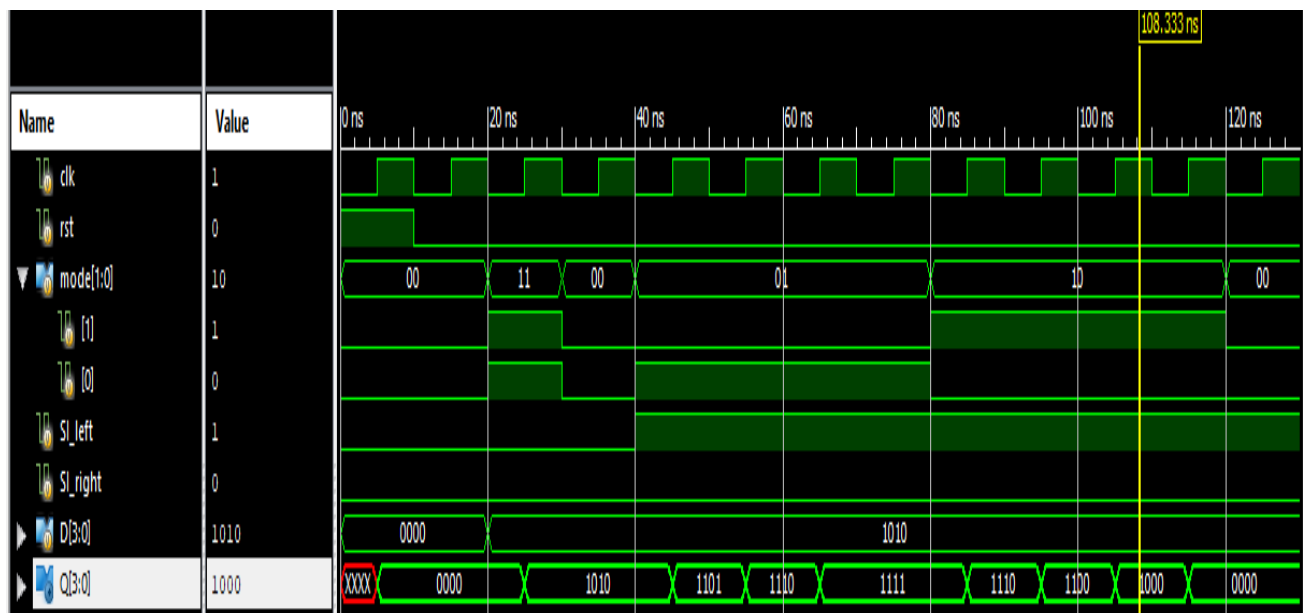 108.333 ns
Name Value 0 ns 20 ns 40 ns 60 ns 80 ns 100 ns 120 ns
clk 1
rst 0
mode[1:0] 10 00 11 00 01 10 00
[1] 1
[0] 0
SI_left 1
SI_right 0
D[3:0] 1010 0000 1010
Q[3:0] 1000 XXXX 0000 1010 1101 1110 1111 1110 1100 1000 0000